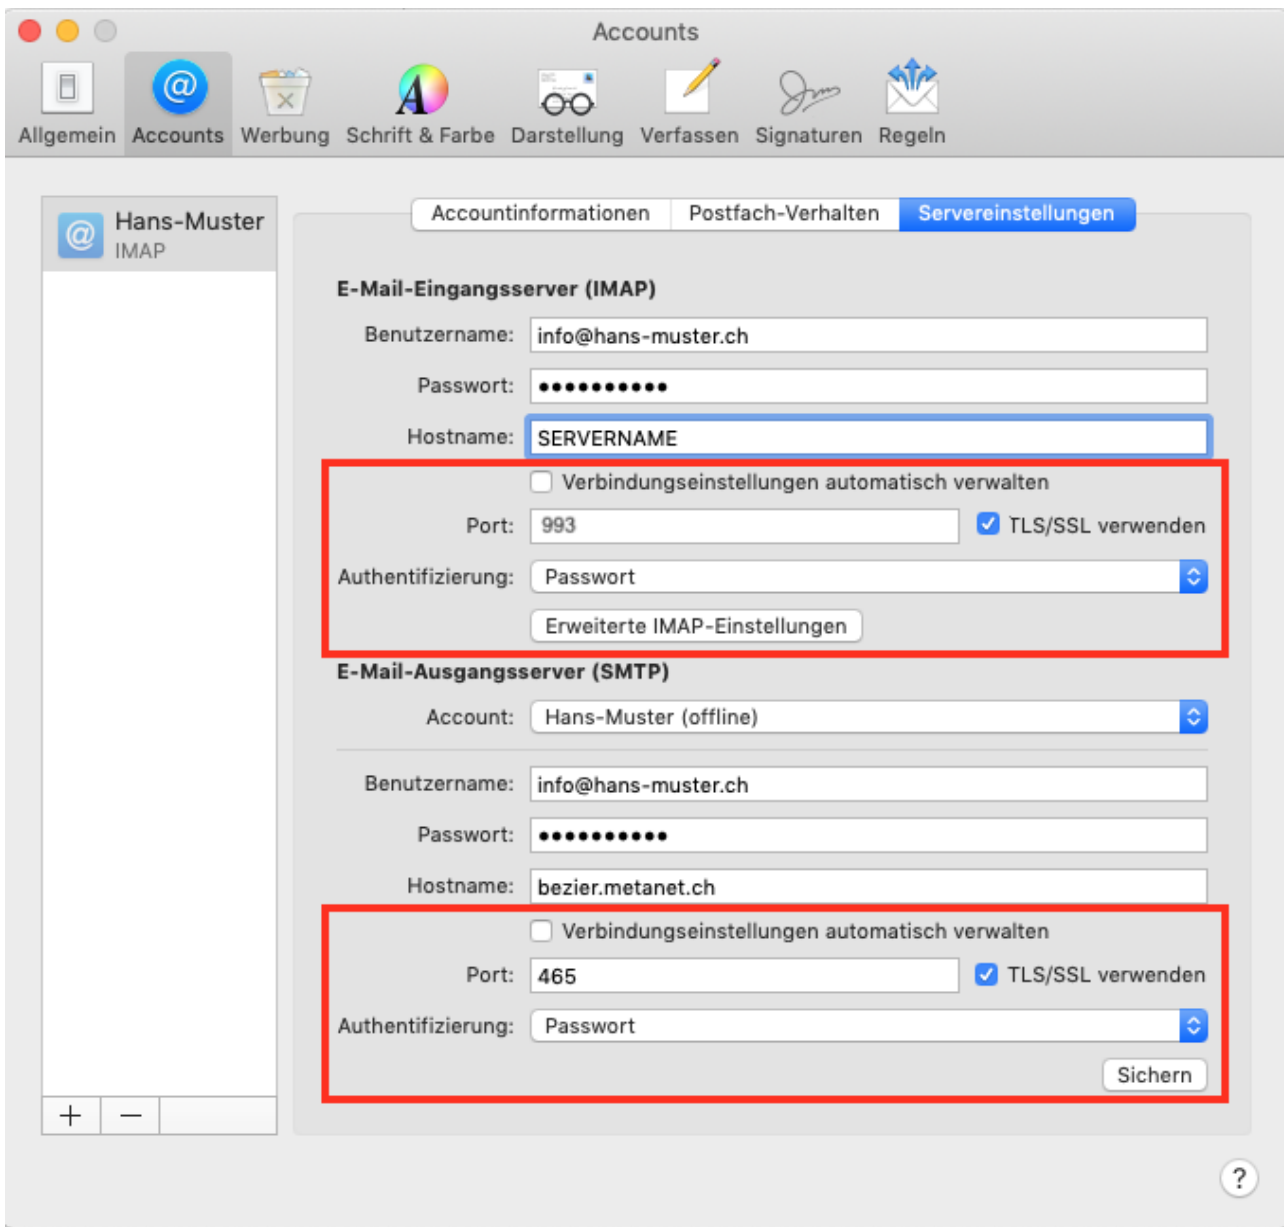 Accounts
Allgemein Accounts Werbung Schrift & Farbe Darstellung Verfassen Signaturen Regeln
Hans-Muster
IMAP
Accountinformationen Postfach-Verhalten Servereinstellungen
E-Mail-Eingangsserver (IMAP)
Benutzername: info@hans-muster.ch
Passwort: ••••••••••
Hostname: SERVERNAME
Verbindungseinstellungen automatisch verwalten
Port: 993 TLS/SSL verwenden
Authentifizierung: Passwort
Erweiterte IMAP-Einstellungen
E-Mail-Ausgangsserver (SMTP)
Account: Hans-Muster (offline)
Benutzername: info@hans-muster.ch
Passwort: ••••••••••
Hostname: bezier.metanet.ch
Verbindungseinstellungen automatisch verwalten
Port: 465 TLS/SSL verwenden
Authentifizierung: Passwort
Sichern
+ −
?